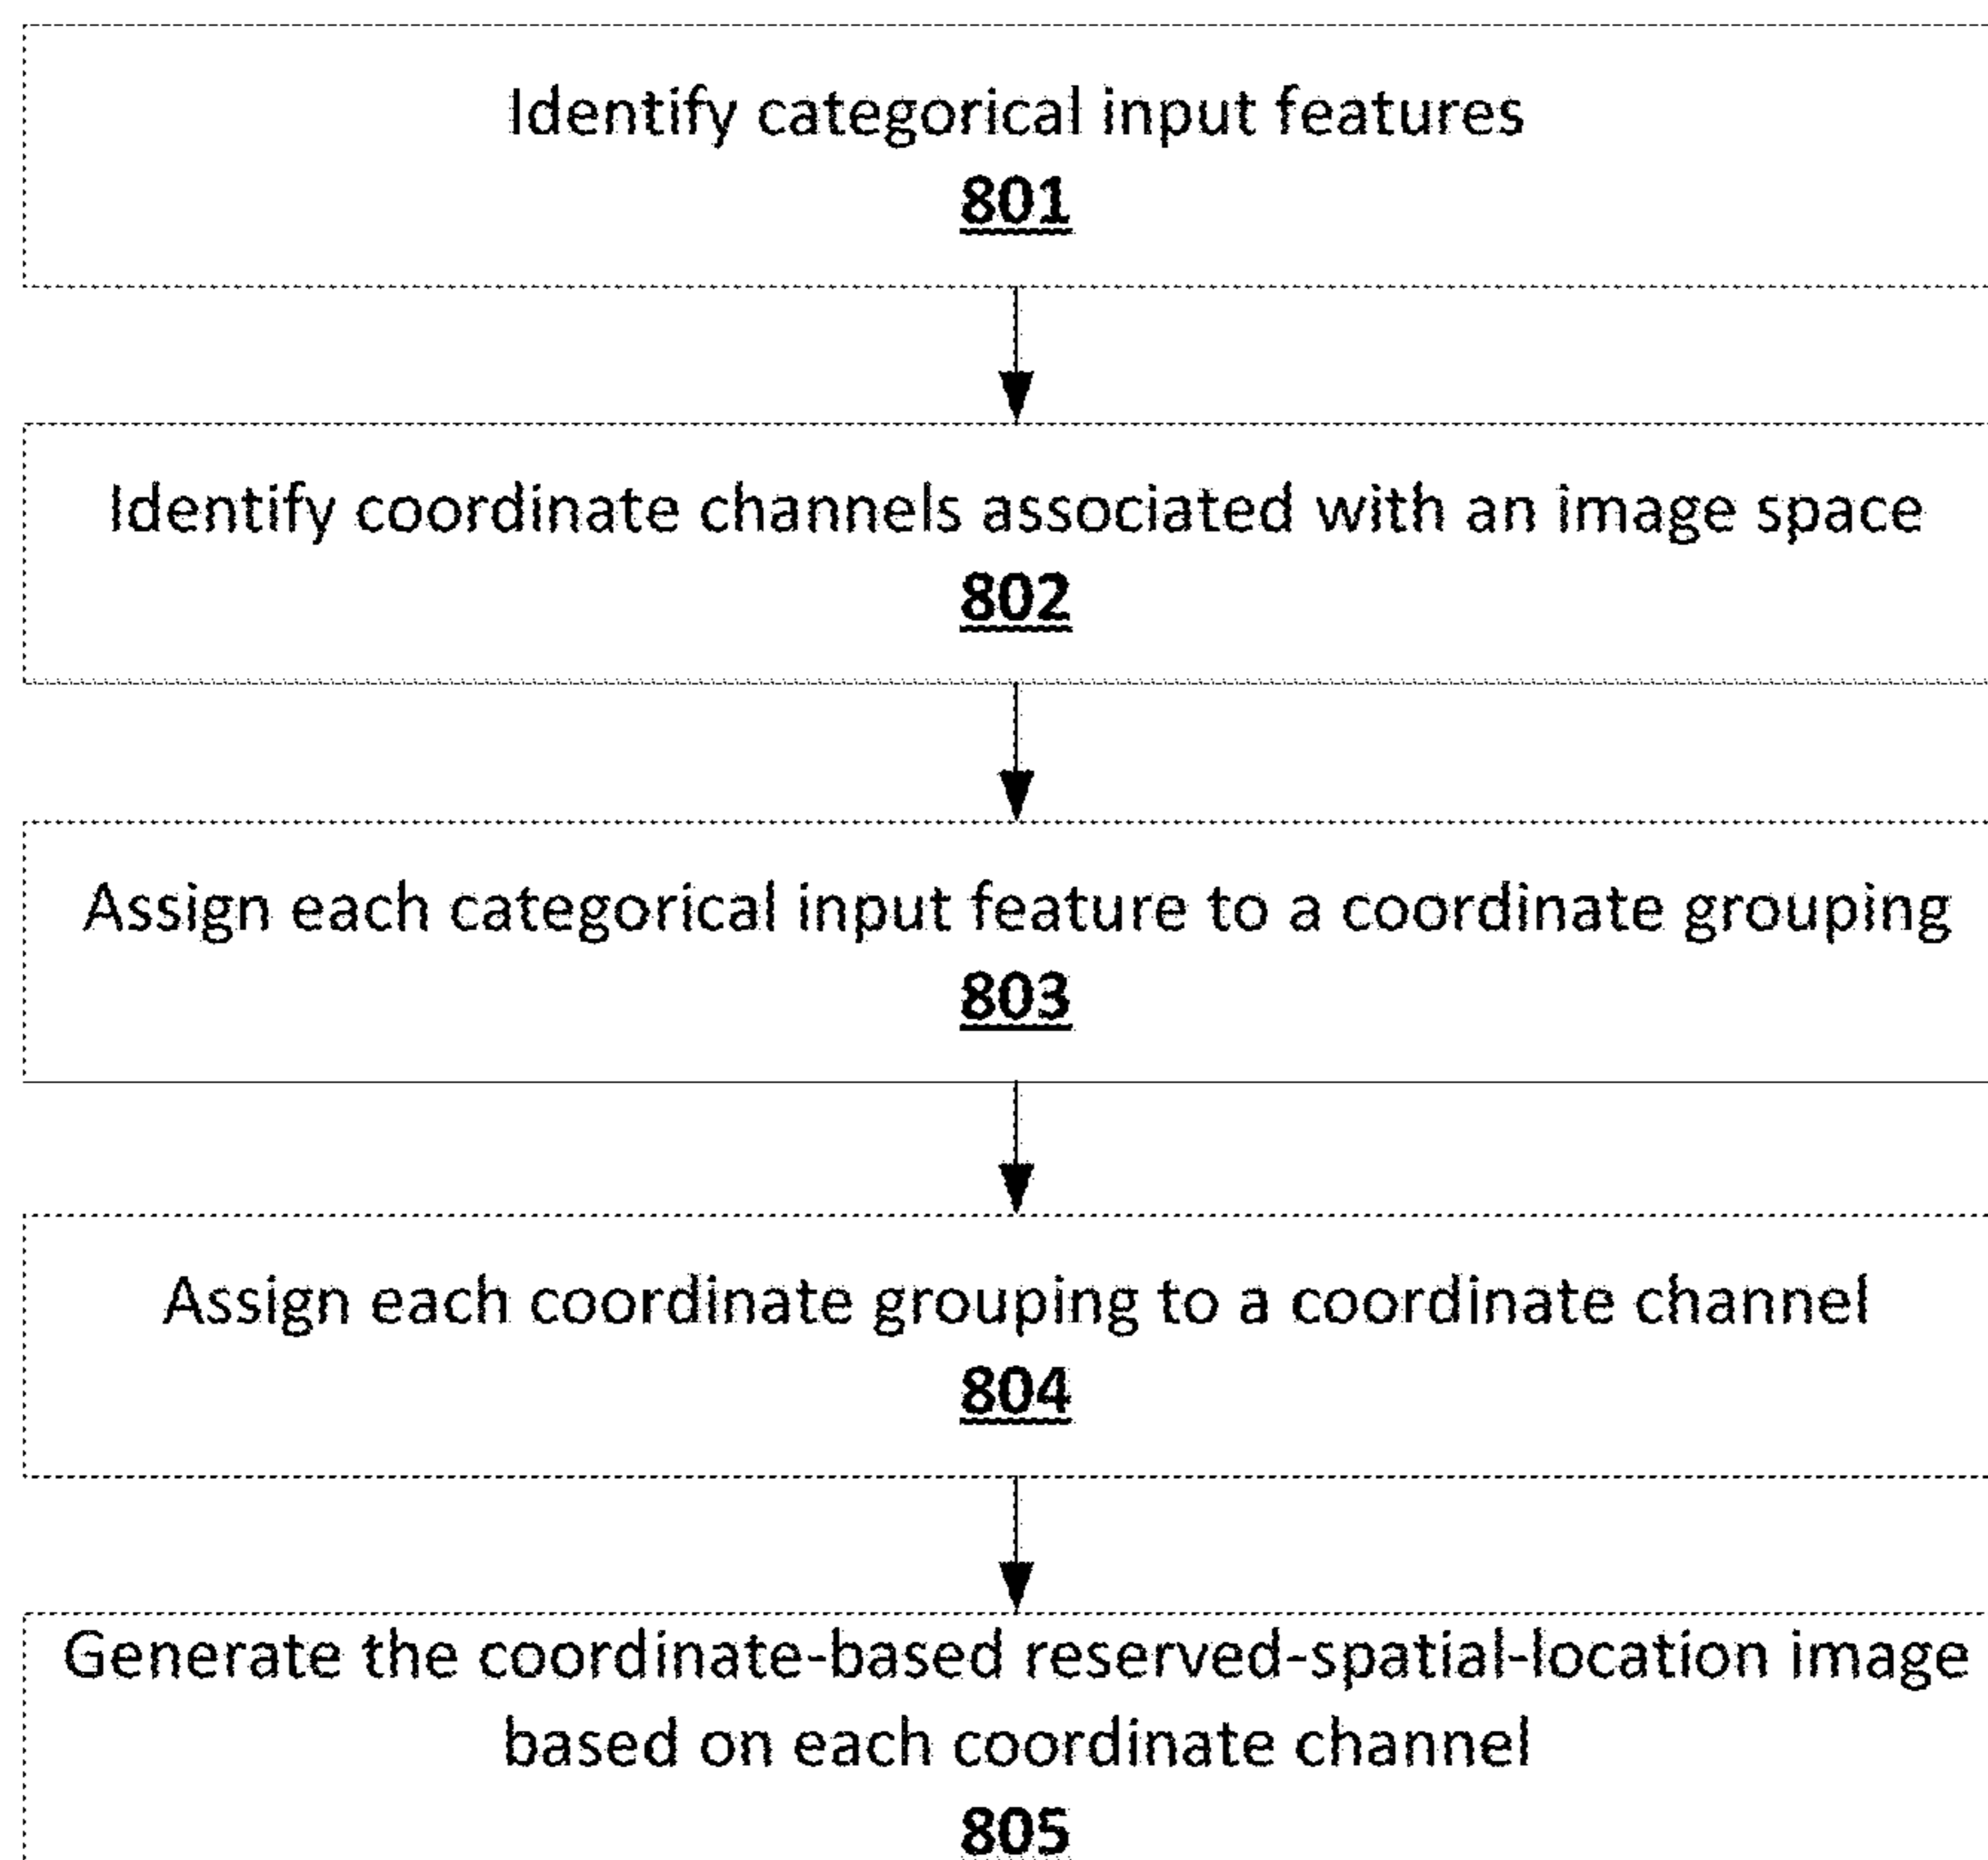 Identify categorical input features
801
Identify coordinate channels associated with an image space
802
Assign each categorical input feature to a coordinate grouping
803
Assign each coordinate grouping to a coordinate channel
804
Generate the coordinate-based reserved-spatial-location image
based on each coordinate channel
805